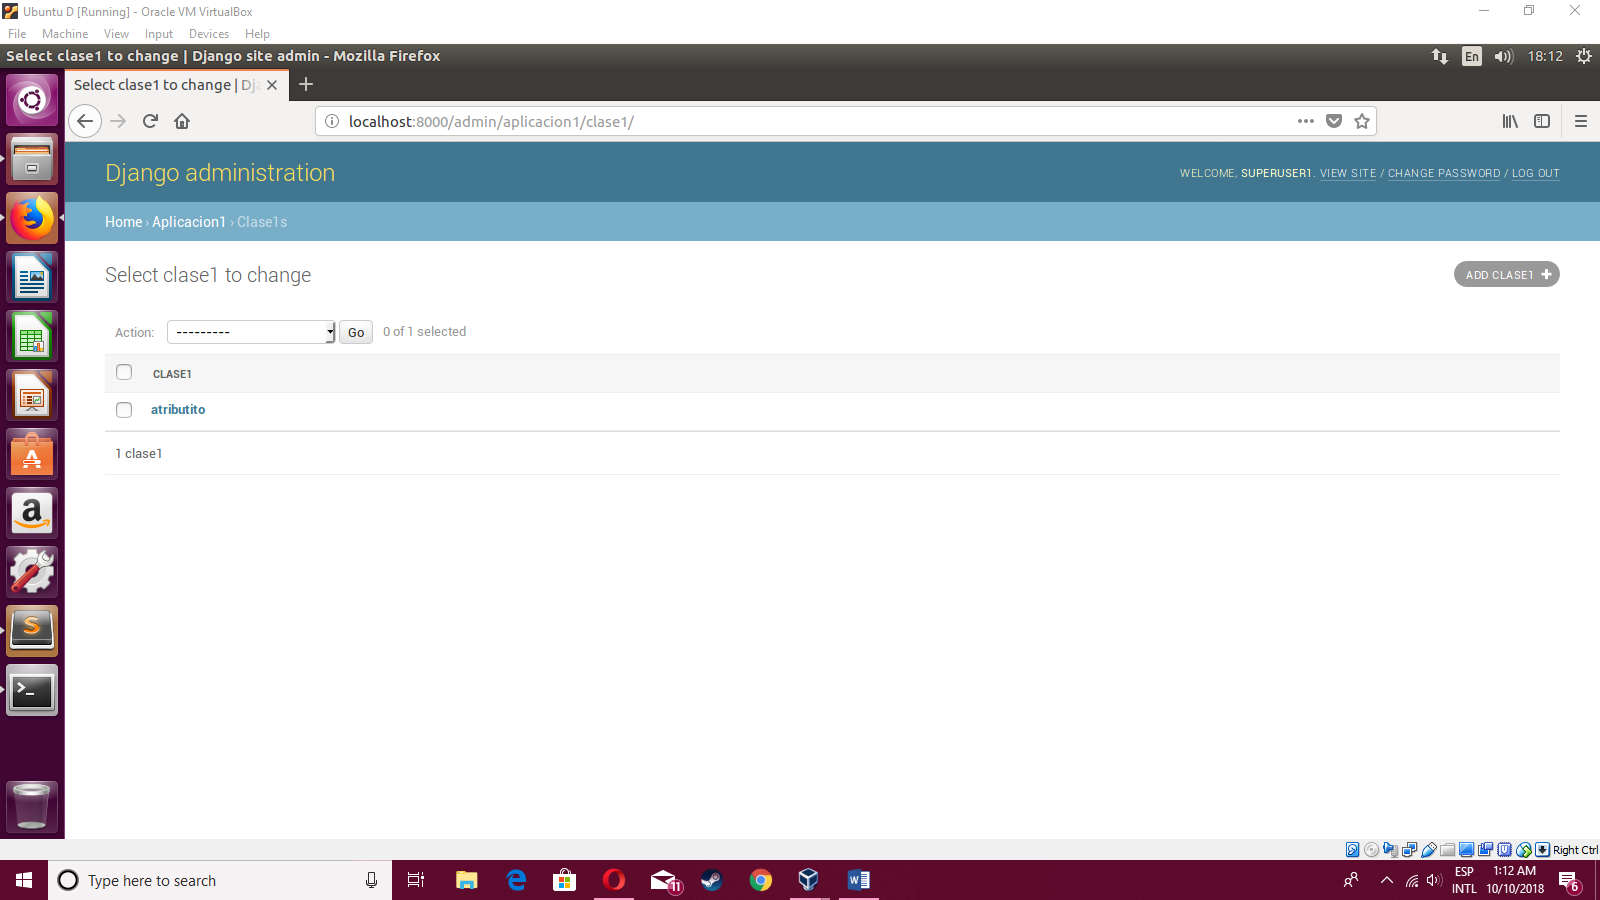 Ubuntu D [Running] - Oracle VM VirtualBox
File Machine View Input Devices Help
Select clase1 to change | Django site admin - Mozilla Firefox
En 18:12
Select clase1 to change | Dj
localhost:8000/admin/aplicacion1/clase1/
Django administration
WELCOME, SUPERUSER1. VIEW SITE / CHANGE PASSWORD / LOG OUT
Home › Aplicacion1 › Clase1s
Select clase1 to change
ADD CLASE1
Action: --------- Go 0 of 1 selected
CLASE1
atributito
1 clase1
Right Ctrl
Type here to search
11
ESP
INTL
1:12 AM
10/10/2018
6